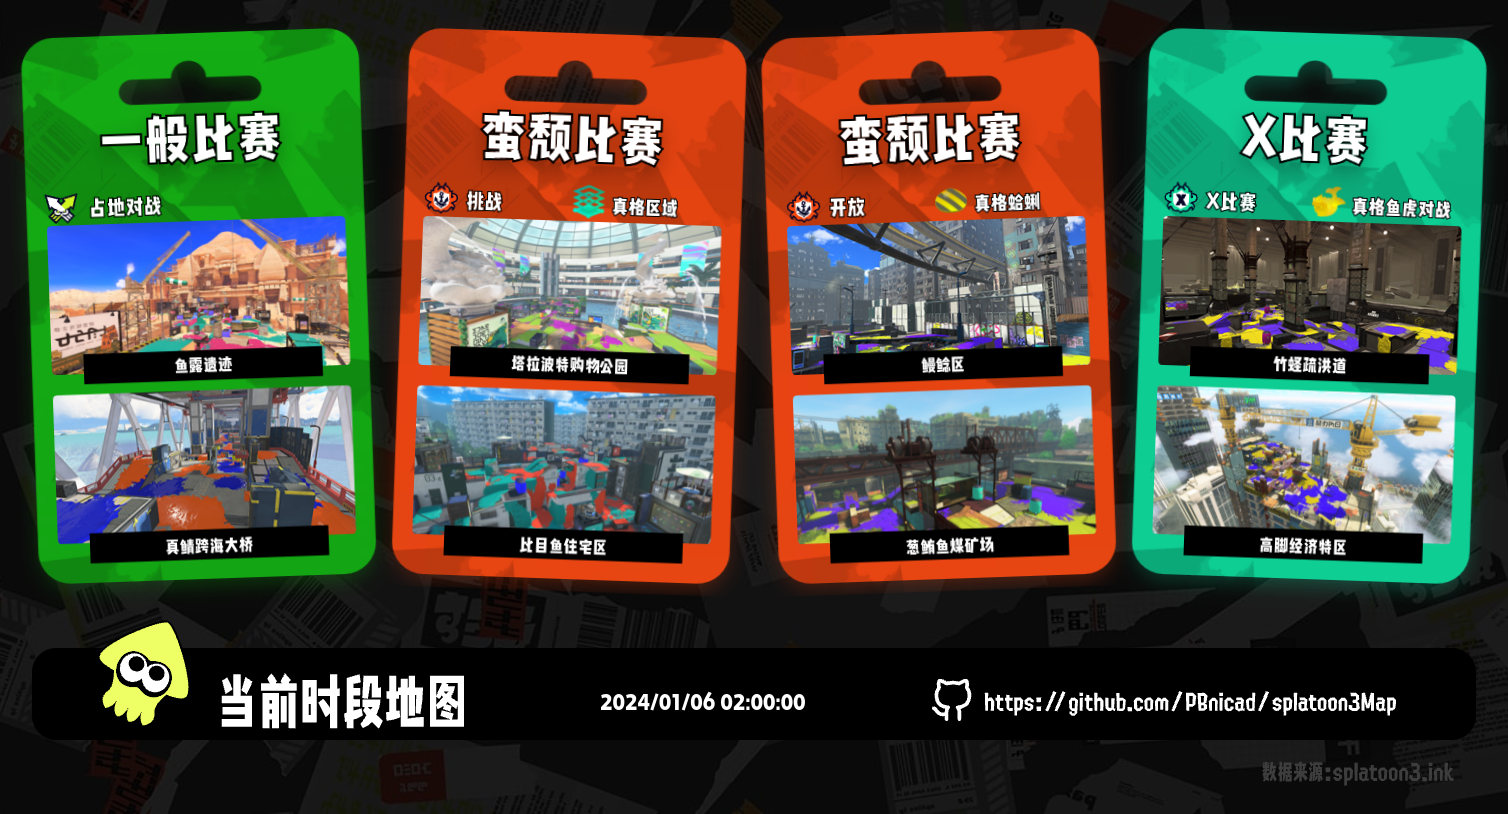 一般比赛
占地对战
鱼露遗迹
真鲭跨海大桥
蛮颓比赛
挑战
真格区域
塔拉波特购物公园
比目鱼住宅区
蛮颓比赛
开放
真格蛤蜊
鳗鲶区
葱鲔鱼煤矿场
X比赛
X比赛
真格鱼虎对战
竹蛏疏洪道
高脚经济特区
当前时段地图
2024/01/06 02:00:00
https://github.com/PBnicad/splatoon3Map
数据来源:splatoon3.ink